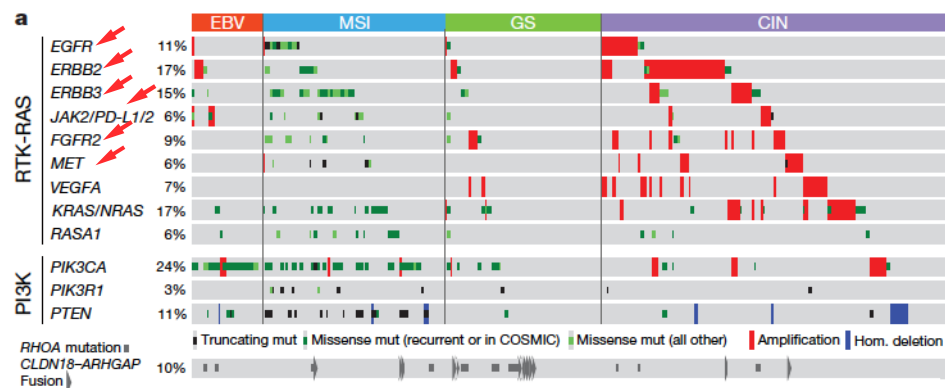 a
EBV MSI GS CIN
RTK-RAS
EGFR 11%
ERBB2 17%
ERBB3 15%
JAK2/PD-L1/2 6%
FGFR2 9%
MET 6%
VEGFA 7%
KRAS/NRAS 17%
RASA1 6%
PI3K
PIK3CA 24%
PIK3R1 3%
PTEN 11%
Truncating mut Missense mut (recurrent or in COSMIC) Missense mut (all other) Amplification Hom. deletion
RHOA mutation
CLDN18–ARHGAP 10%
Fusion